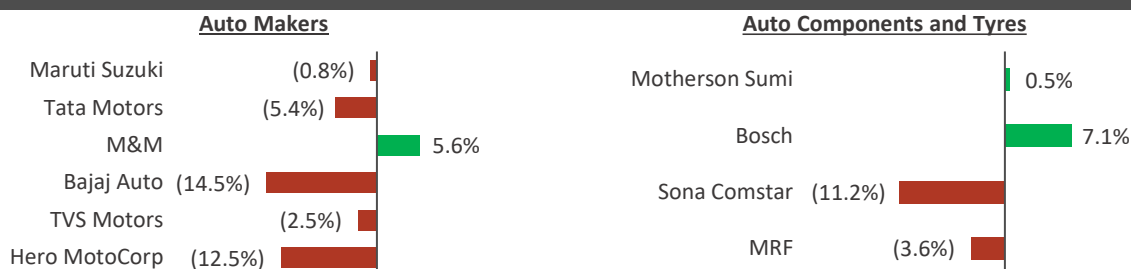 Auto Makers
Maruti Suzuki (0.8%)
Tata Motors (5.4%)
M&M 5.6%
Bajaj Auto (14.5%)
TVS Motors (2.5%)
Hero MotoCorp (12.5%)
Auto Components and Tyres
Motherson Sumi 0.5%
Bosch 7.1%
Sona Comstar (11.2%)
MRF (3.6%)